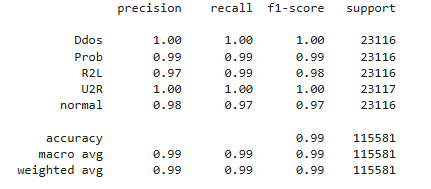 precision recall f1-score support
Ddos 1.00 1.00 1.00 23116
Prob 0.99 0.99 0.99 23116
R2L 0.97 0.99 0.98 23116
U2R 1.00 1.00 1.00 23117
normal 0.98 0.97 0.97 23116
accuracy 0.99 115581
macro avg 0.99 0.99 0.99 115581
weighted avg 0.99 0.99 0.99 115581